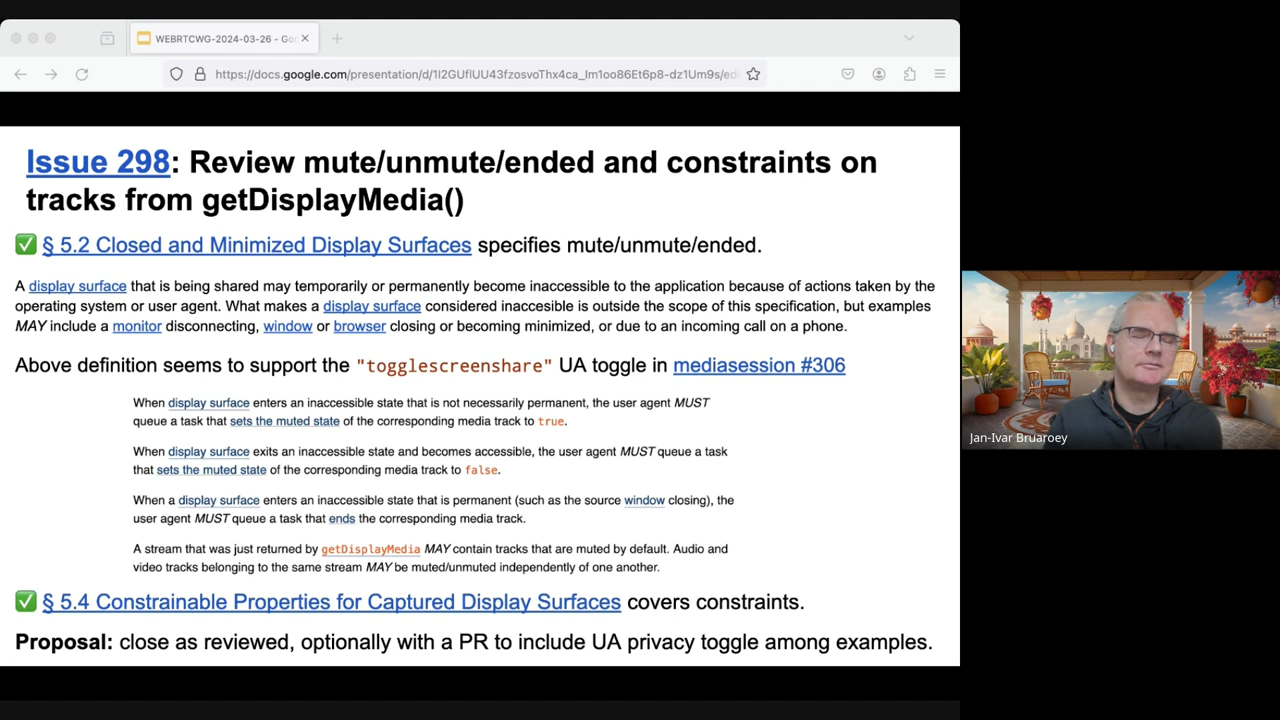 WEBRTCWG-2024-03-26 - Goo
https://docs.google.com/presentation/d/1l2GUflUU43fzosvoThx4ca_Im1oo86Et6p8-dz1Um9s/edi
Issue 298: Review mute/unmute/ended and constraints on
tracks from getDisplayMedia()
✅ § 5.2 Closed and Minimized Display Surfaces specifies mute/unmute/ended.
A display surface that is being shared may temporarily or permanently become inaccessible to the application because of actions taken by the
operating system or user agent. What makes a display surface considered inaccesible is outside the scope of this specification, but examples
MAY include a monitor disconnecting, window or browser closing or becoming minimized, or due to an incoming call on a phone.
Above definition seems to support the "togglescreenshare" UA toggle in mediasession #306
When display surface enters an inaccessible state that is not necessarily permanent, the user agent MUST
queue a task that sets the muted state of the corresponding media track to true.
When display surface exits an inaccessible state and becomes accessible, the user agent MUST queue a task
that sets the muted state of the corresponding media track to false.
When a display surface enters an inaccessible state that is permanent (such as the source window closing), the
user agent MUST queue a task that ends the corresponding media track.
A stream that was just returned by getDisplayMedia MAY contain tracks that are muted by default. Audio and
video tracks belonging to the same stream MAY be muted/unmuted independently of one another.
✅ § 5.4 Constrainable Properties for Captured Display Surfaces covers constraints.
Proposal: close as reviewed, optionally with a PR to include UA privacy toggle among examples.
Jan-Ivar Bruaroey